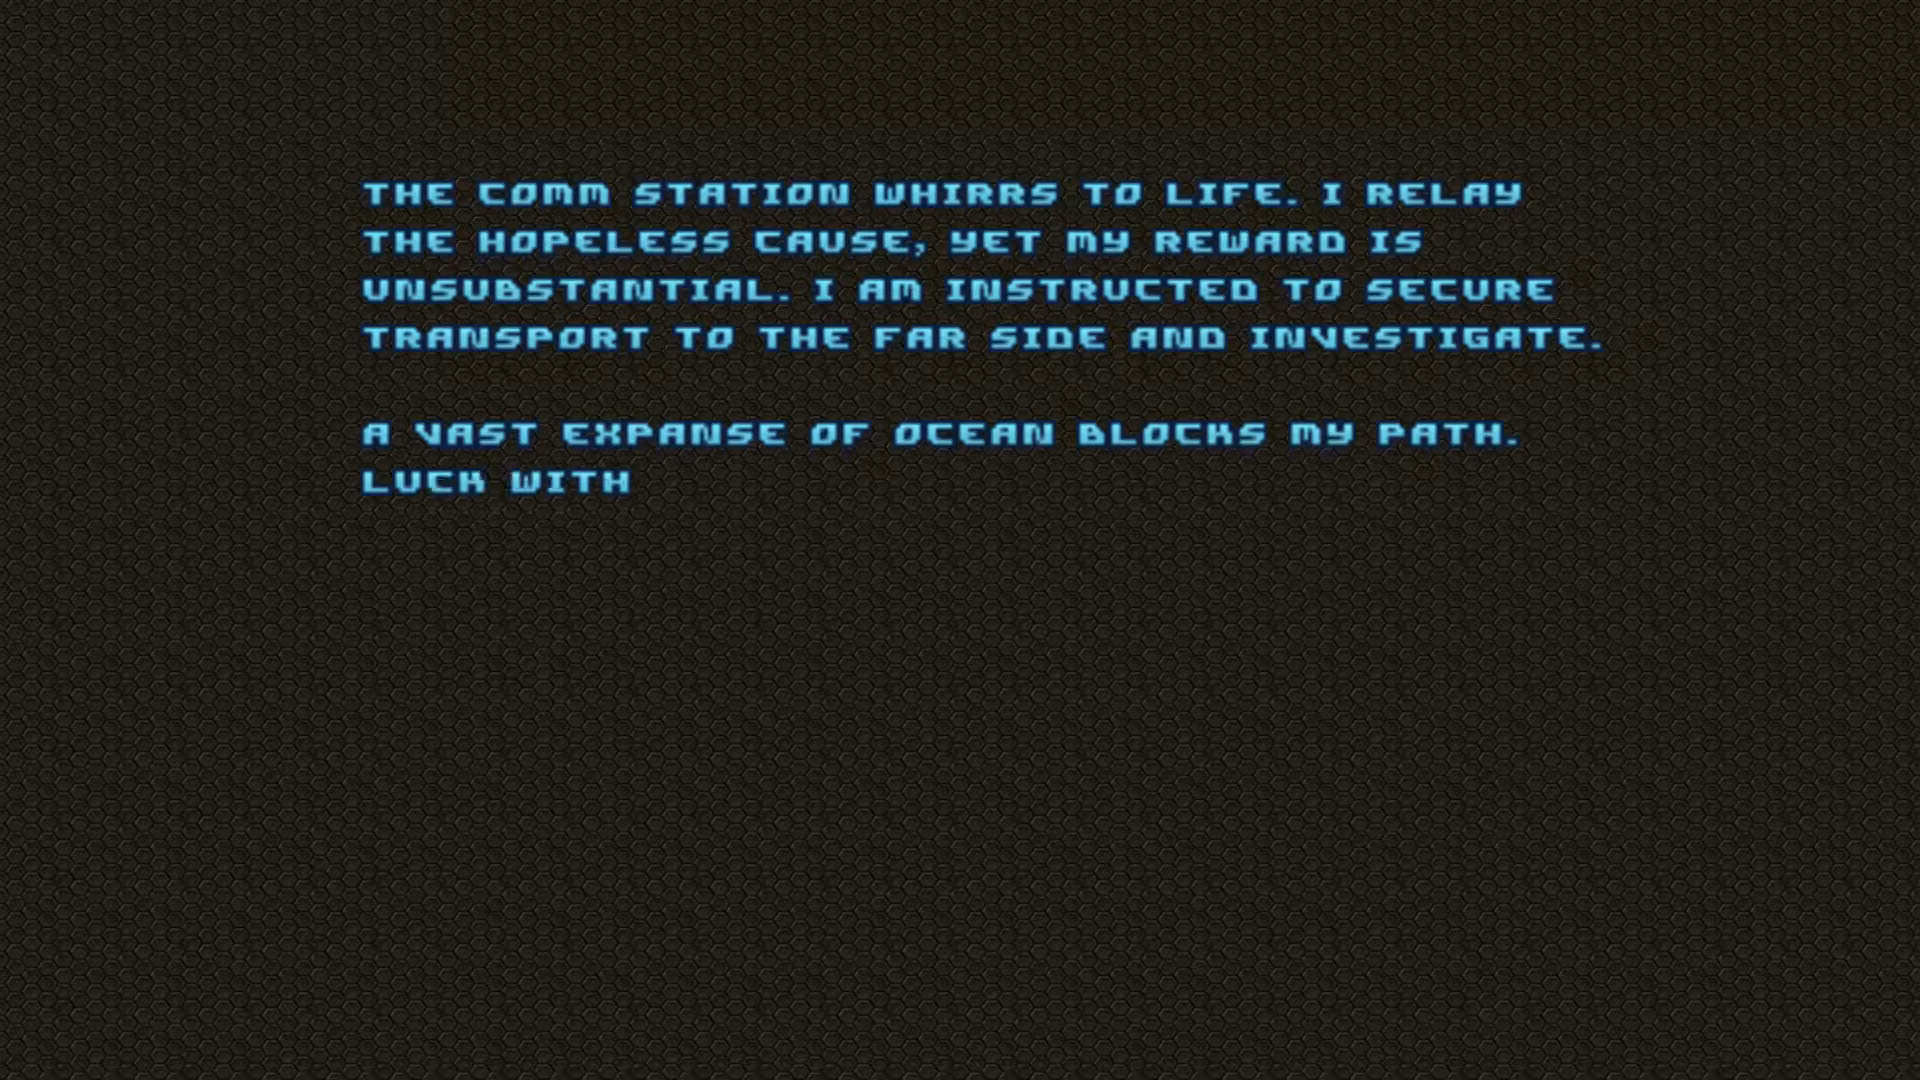 THE COMM STATION WHIRRS TO LIFE. I RELAY
THE HOPELESS CAUSE, YET MY REWARD IS
UNSUBSTANTIAL. I AM INSTRUCTED TO SECURE
TRANSPORT TO THE FAR SIDE AND INVESTIGATE.
A VAST EXPANSE OF OCEAN BLOCKS MY PATH.
LUCK WITH